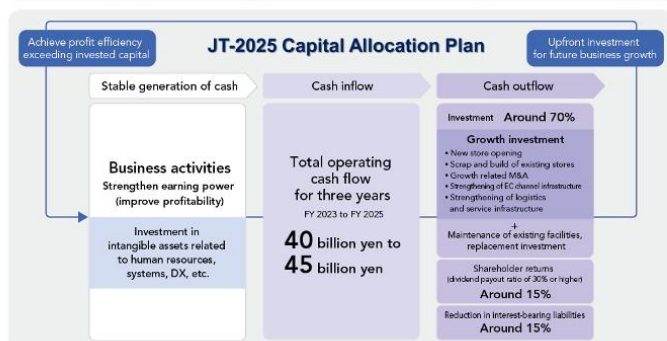 JT-2025 Capital Allocation Plan
Achieve profit efficiency
exceeding invested capital
Upfront investment
for future business growth
Stable generation of cash
Cash inflow
Cash outflow
Business activities
Strengthen earning power
(improve profitability)
Investment in
intangible assets related
to human resources,
systems, DX, etc.
Total operating
cash flow
for three years
FY 2023 to FY 2025
40 billion yen to
45 billion yen
Investment Around 70%
Growth investment
• New store opening
• Scrap and build of existing stores
• Growth related M&A
• Strengthening of EC channel infrastructure
• Strengthening of logistics
and service infrastructure
+
Maintenance of existing facilities,
replacement investment
Shareholder returns
(dividend payout ratio of 30% or higher)
Around 15%
Reduction in interest-bearing liabilities
Around 15%